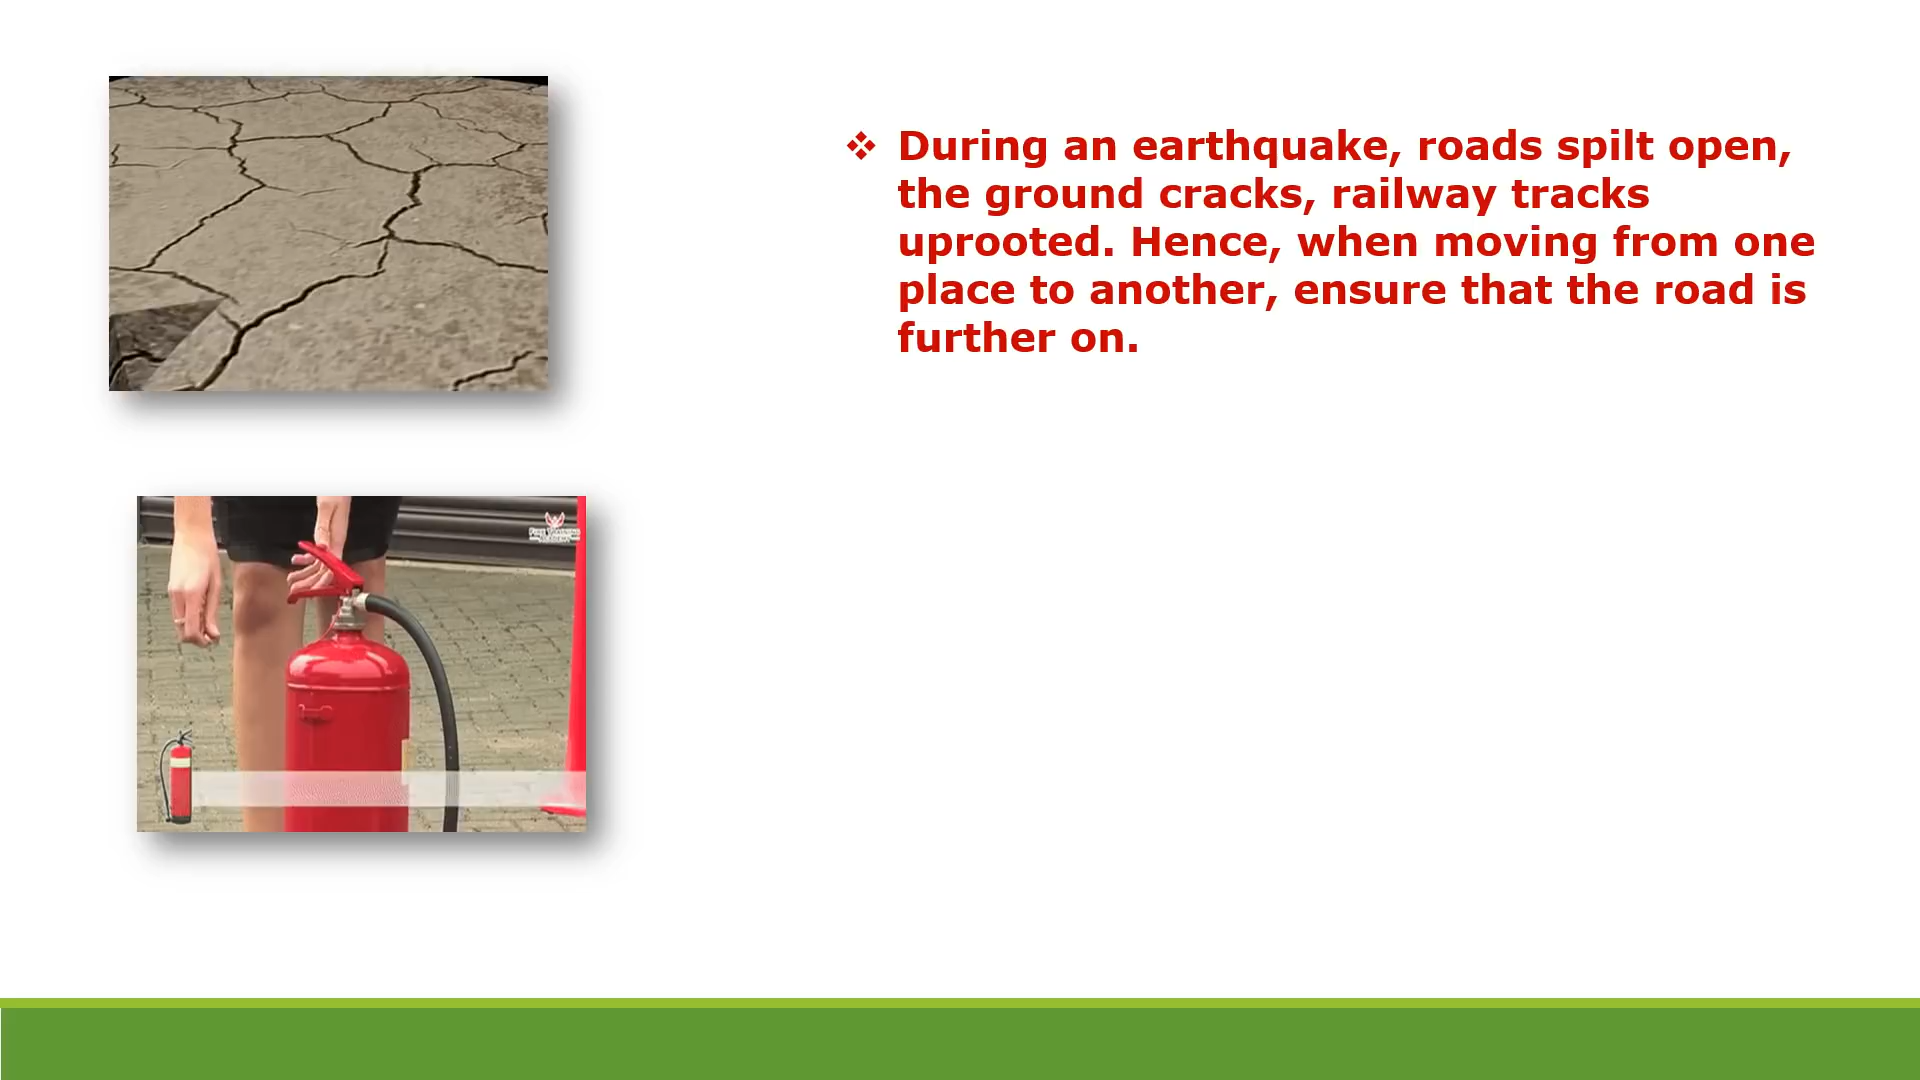 ❖ During an earthquake, roads spilt open,
the ground cracks, railway tracks
uprooted. Hence, when moving from one
place to another, ensure that the road is
further on.